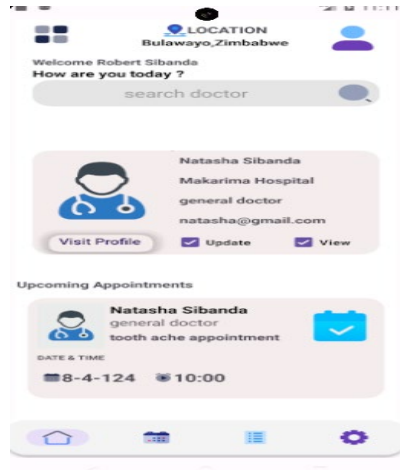 LOCATION
Bulawayo,Zimbabwe
Welcome Robert Sibanda
How are you today ?
search doctor
Natasha Sibanda
Makarima Hospital
general doctor
natasha@gmail.com
Visit Profile
Update
View
Upcoming Appointments
Natasha Sibanda
general doctor
tooth ache appointment
DATE & TIME
8-4-124
10:00